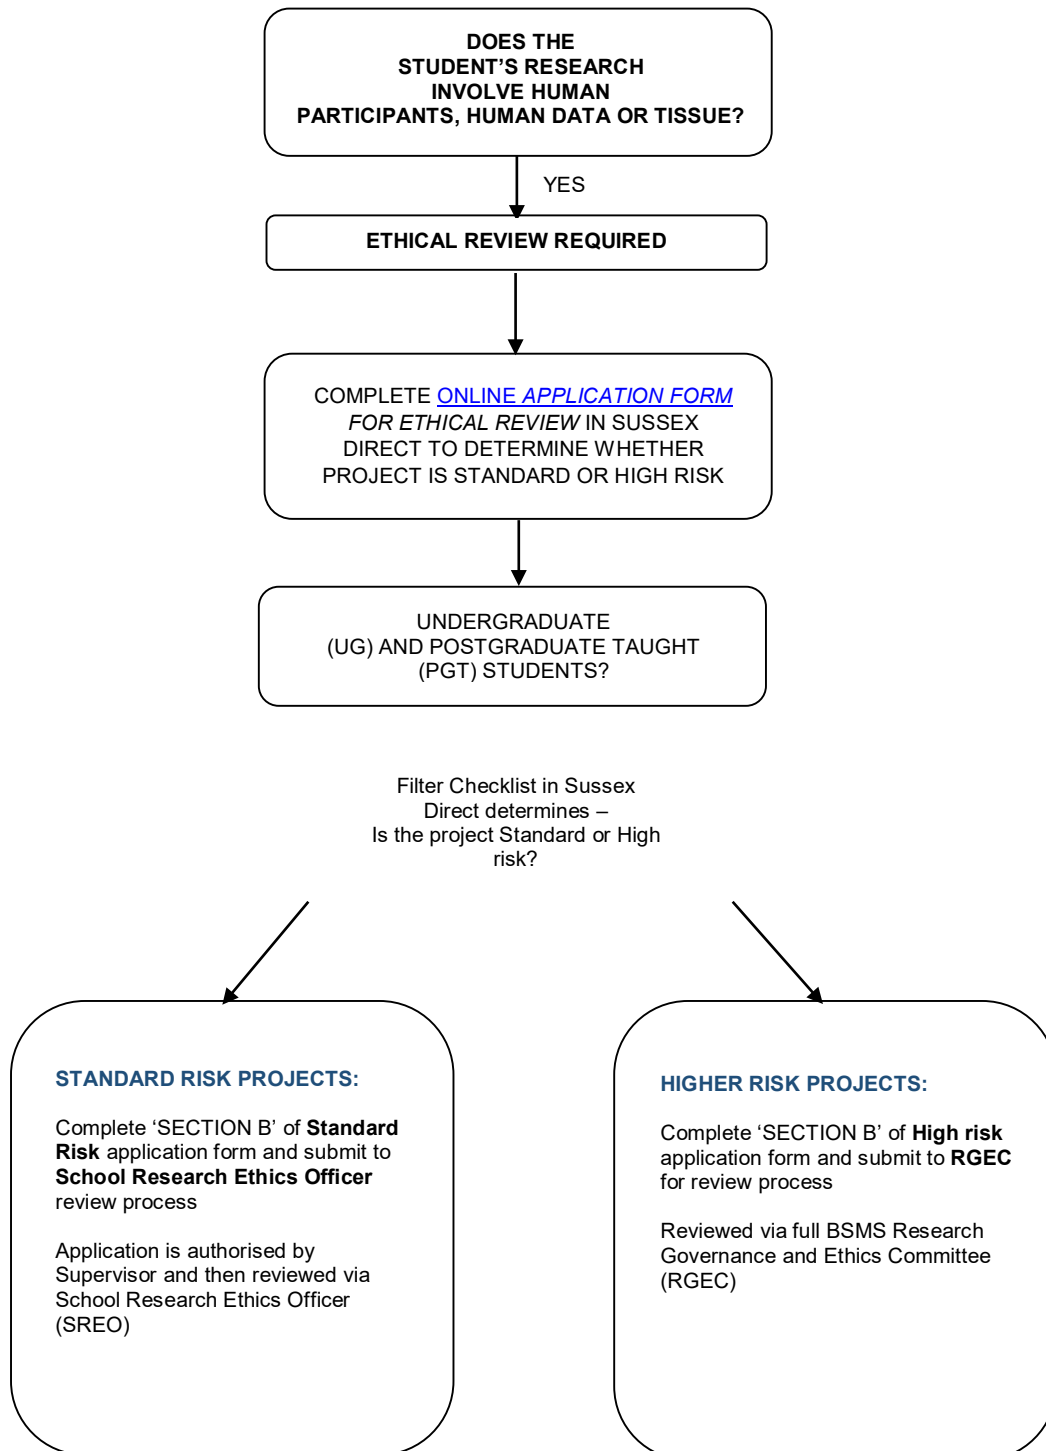 DOES THE
STUDENT’S RESEARCH
INVOLVE HUMAN
PARTICIPANTS, HUMAN DATA OR TISSUE?
YES
ETHICAL REVIEW REQUIRED
COMPLETE ONLINE APPLICATION FORM
FOR ETHICAL REVIEW IN SUSSEX
DIRECT TO DETERMINE WHETHER
PROJECT IS STANDARD OR HIGH RISK
UNDERGRADUATE
(UG) AND POSTGRADUATE TAUGHT
(PGT) STUDENTS?
Filter Checklist in Sussex
Direct determines –
Is the project Standard or High
risk?
STANDARD RISK PROJECTS:
Complete ‘SECTION B’ of Standard
Risk application form and submit to
School Research Ethics Officer
review process
Application is authorised by
Supervisor and then reviewed via
School Research Ethics Officer
(SREO)
HIGHER RISK PROJECTS:
Complete ‘SECTION B’ of High risk
application form and submit to RGEC
for review process
Reviewed via full BSMS Research
Governance and Ethics Committee
(RGEC)